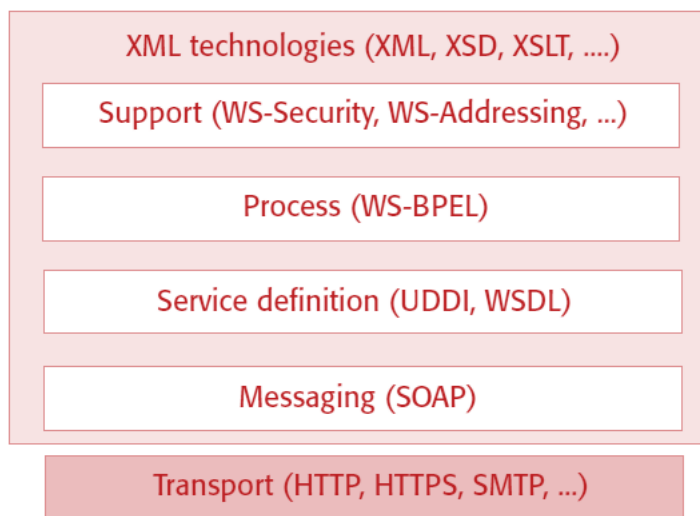 XML technologies (XML, XSD, XSLT, ....)
Support (WS-Security, WS-Addressing, ...)
Process (WS-BPEL)
Service definition (UDDI, WSDL)
Messaging (SOAP)
Transport (HTTP, HTTPS, SMTP, ...)